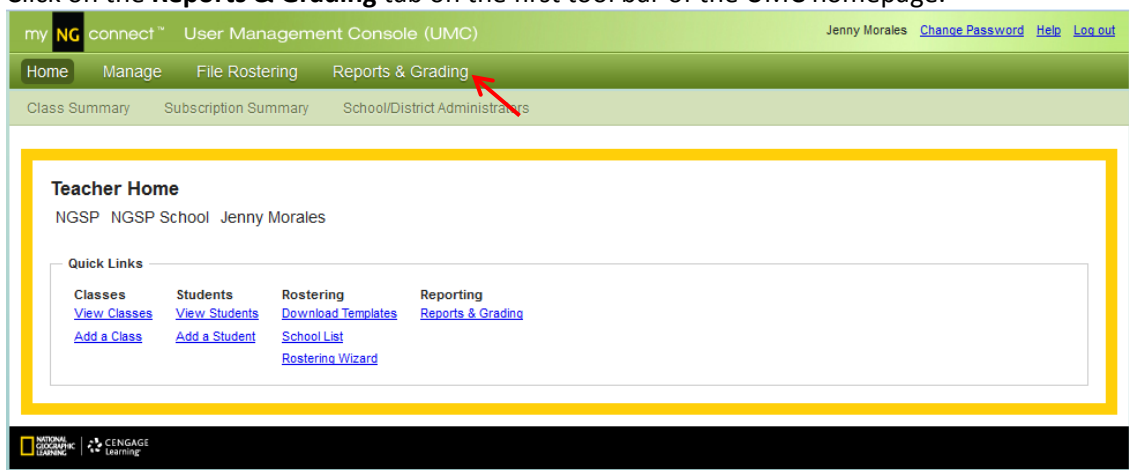 Click on the Reports & Grading tab on the first tool bar of the UMC homepage.
my NG connect™ User Management Console (UMC)
Jenny Morales Change Password Help Log out
Home Manage File Rostering Reports & Grading
Class Summary Subscription Summary School/District Administrators
Teacher Home
NGSP NGSP School Jenny Morales
Quick Links
Classes Students Rostering Reporting
View Classes View Students Download Templates Reports & Grading
Add a Class Add a Student School List
Rostering Wizard
NATIONAL GEOGRAPHIC LEARNING
CENGAGE Learning